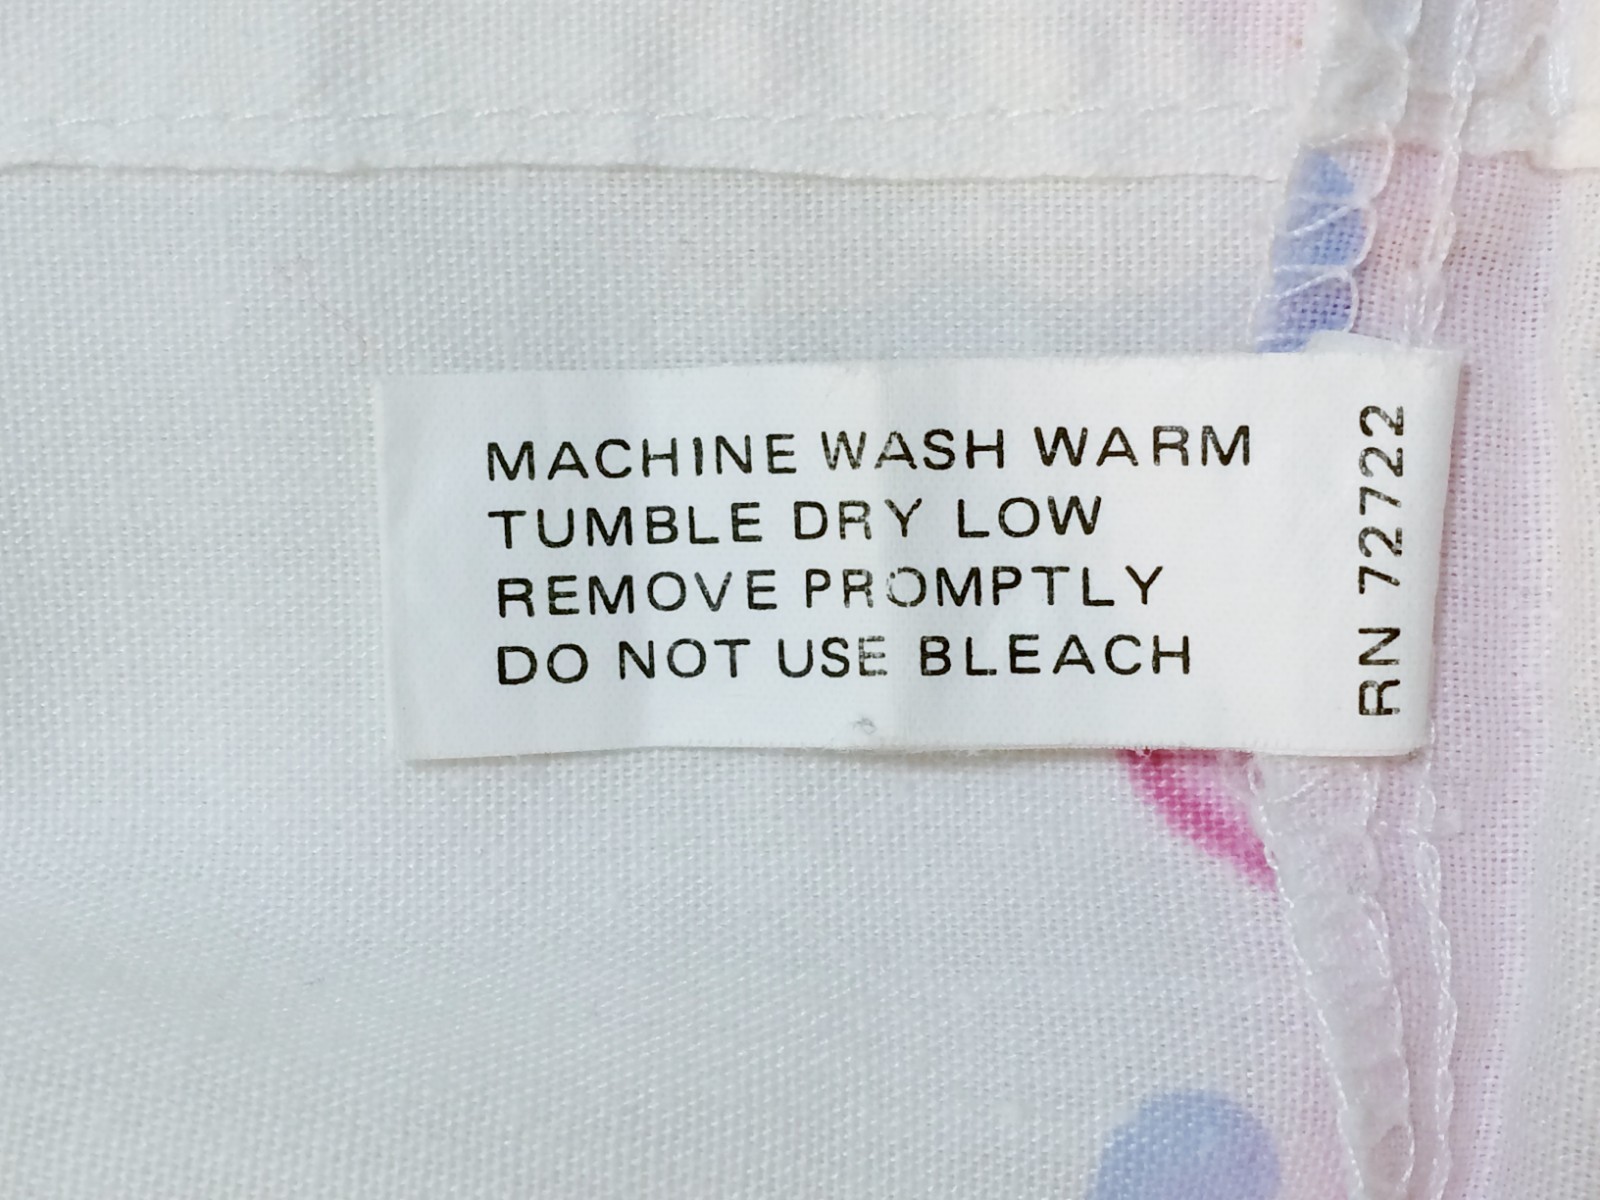 MACHINE WASH WARM
TUMBLE DRY LOW
REMOVE PROMPTLY
DO NOT USE BLEACH
RN 72722